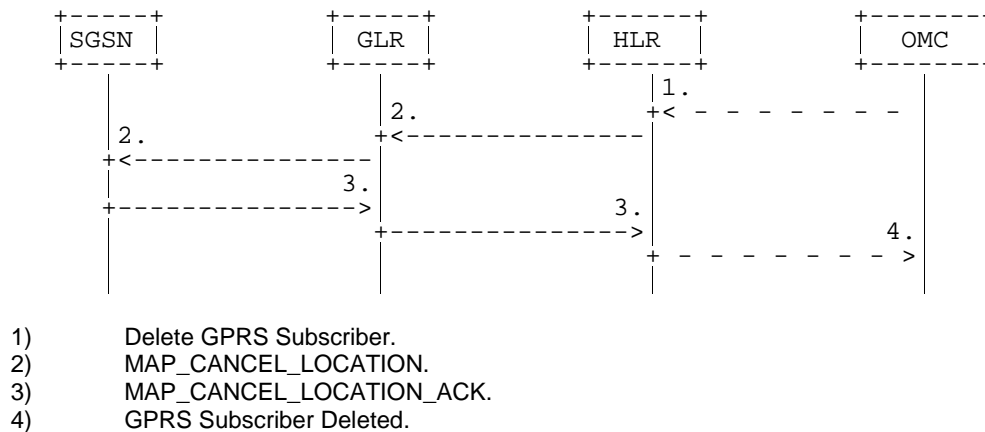 SGSN GLR HLR OMC
1.
2.
2.
3.
3.
4.
1) Delete GPRS Subscriber.
2) MAP_CANCEL_LOCATION.
3) MAP_CANCEL_LOCATION_ACK.
4) GPRS Subscriber Deleted.